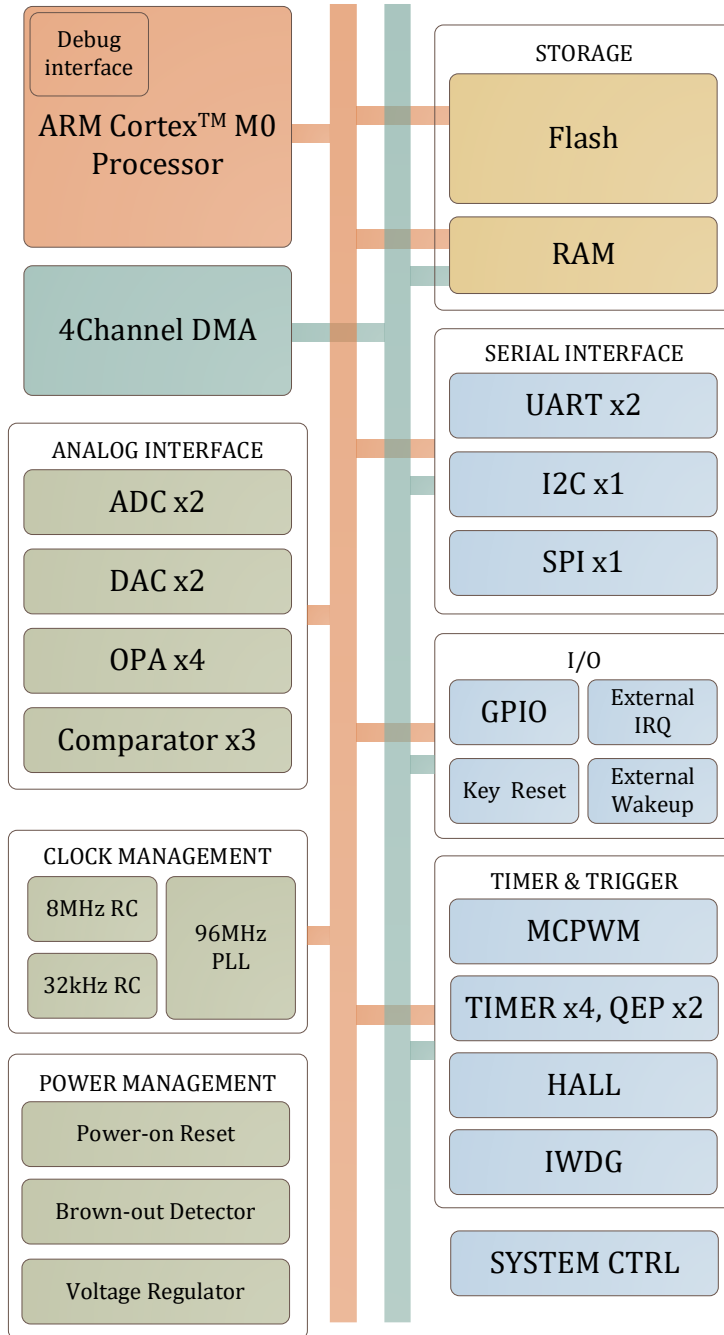 Debug
interface
ARM Cortex™ M0
Processor
4Channel DMA
ANALOG INTERFACE
ADC x2
DAC x2
OPA x4
Comparator x3
CLOCK MANAGEMENT
8MHz RC
32kHz RC
96MHz
PLL
POWER MANAGEMENT
Power-on Reset
Brown-out Detector
Voltage Regulator
STORAGE
Flash
RAM
SERIAL INTERFACE
UART x2
I2C x1
SPI x1
I/O
GPIO
External
IRQ
Key Reset
External
Wakeup
TIMER & TRIGGER
MCPWM
TIMER x4, QEP x2
HALL
IWDG
SYSTEM CTRL